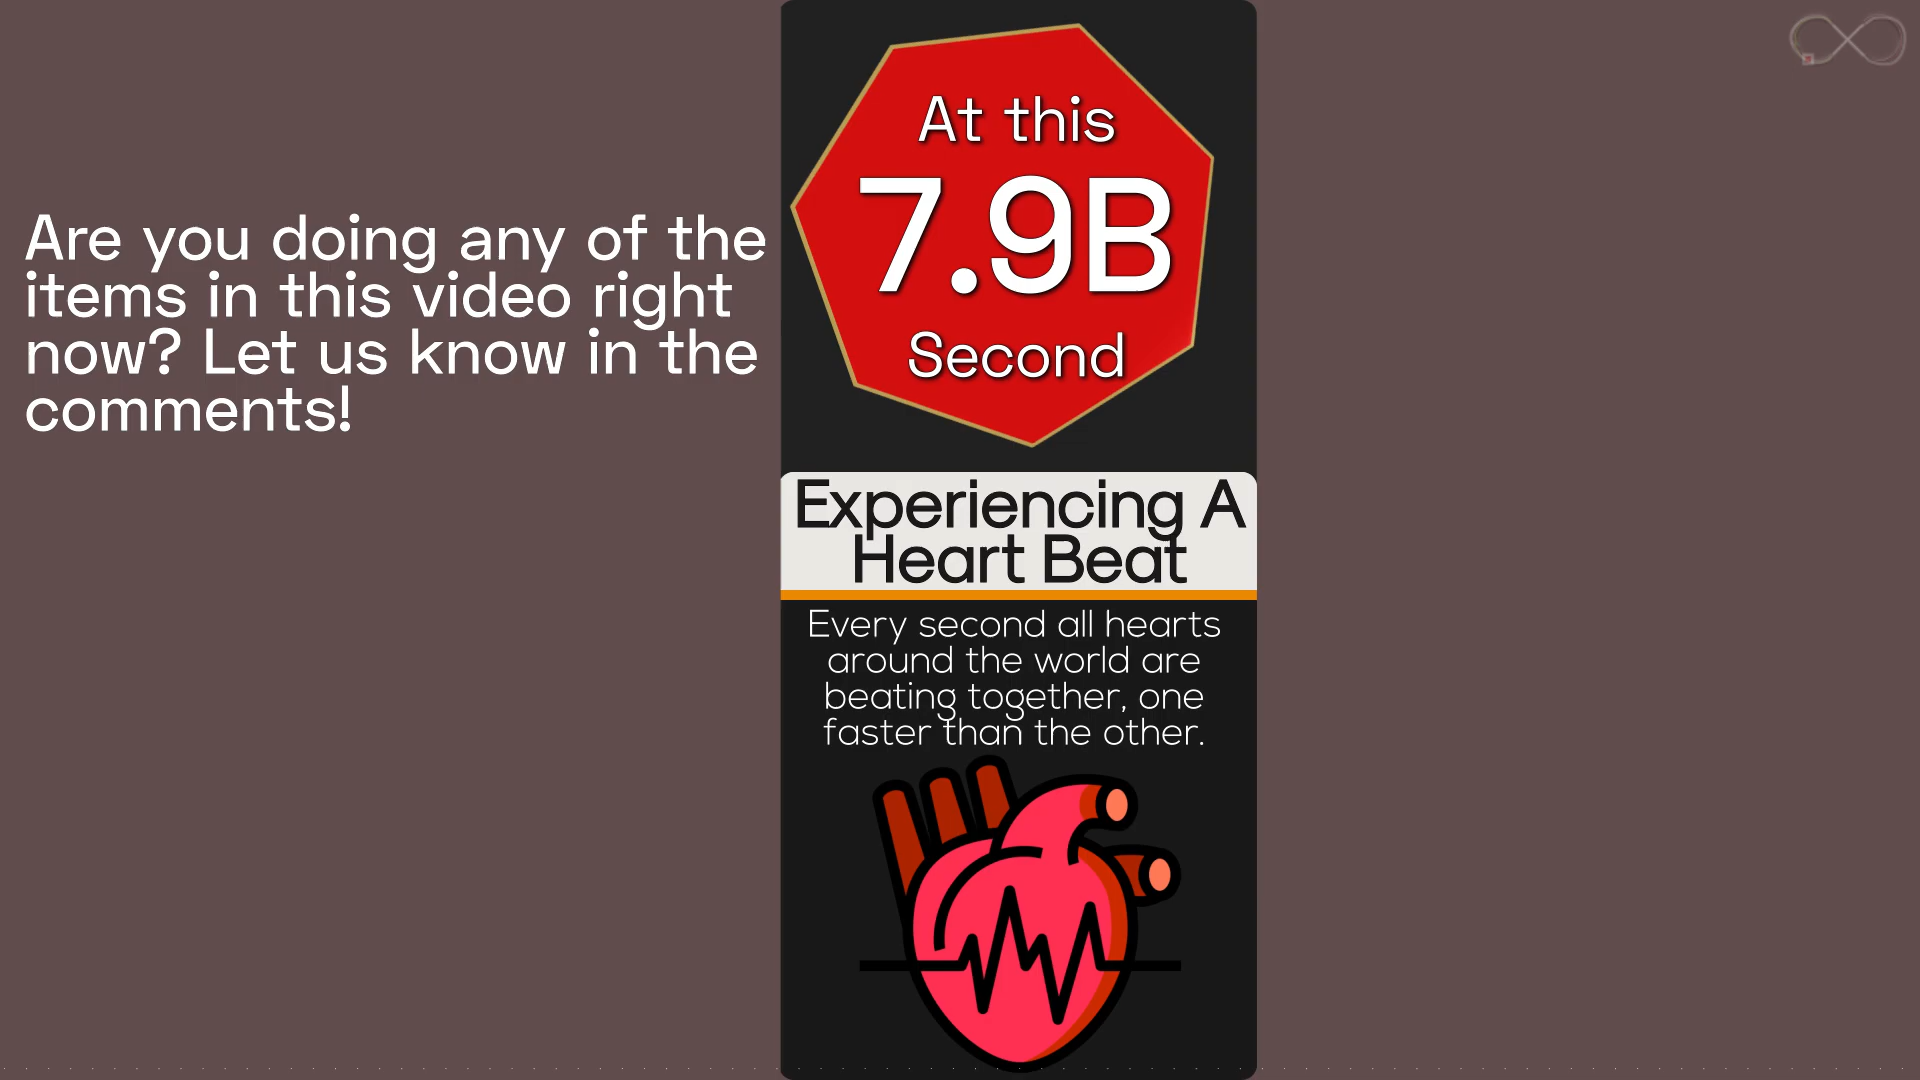 Are you doing any of the
items in this video right
now? Let us know in the
comments!
At this
7.9B
Second
Experiencing A
Heart Beat
Every second all hearts
around the world are
beating together, one
faster than the other.